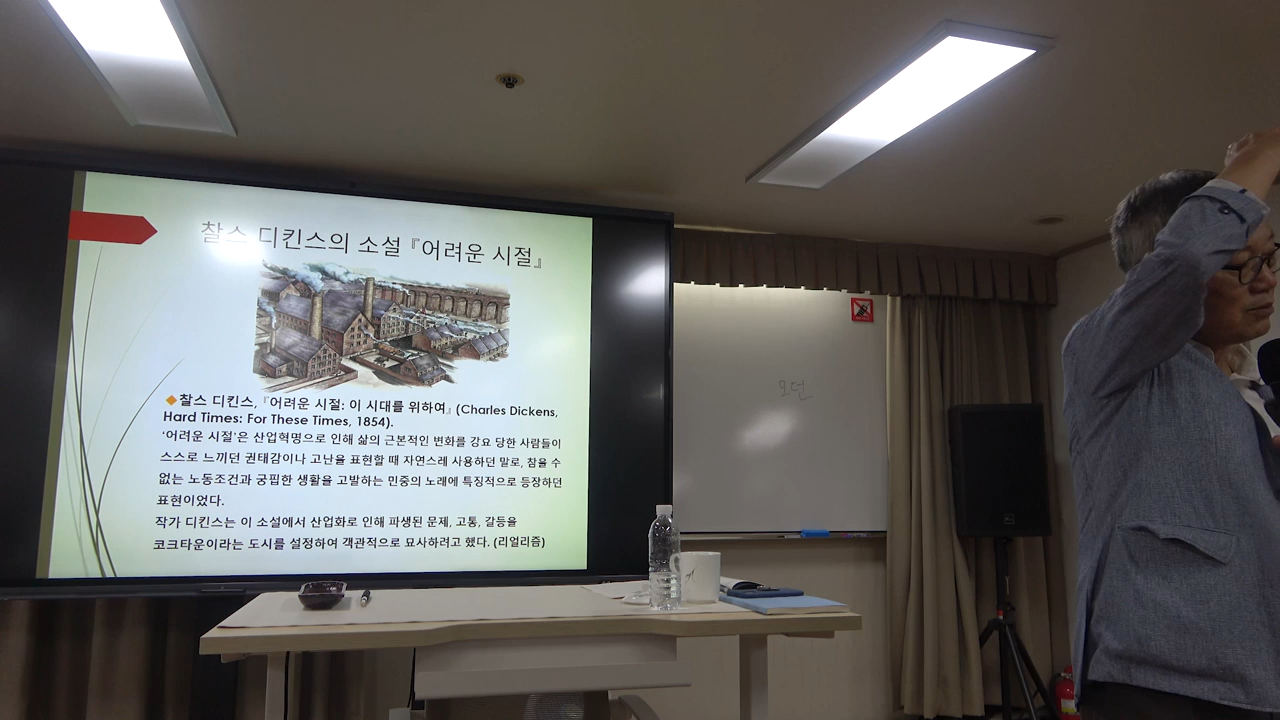 찰스 디킨스의 소설 『어려운 시절』
찰스 디킨스, 『어려운 시절: 이 시대를 위하여』 (Charles Dickens,
Hard Times: For These Times, 1854).
‘어려운 시절’은 산업혁명으로 인해 삶의 근본적인 변화를 강요 당한 사람들이
스스로 느끼던 권태감이나 고난을 표현할 때 자연스레 사용하던 말로, 참을 수
없는 노동조건과 궁핍한 생활을 고발하는 민중의 노래에 특징적으로 등장하던
표현이었다.
작가 디킨스는 이 소설에서 산업화로 인해 파생된 문제, 고통, 갈등을
코크타운이라는 도시를 설정하여 객관적으로 묘사하려고 했다. (리얼리즘)
모던